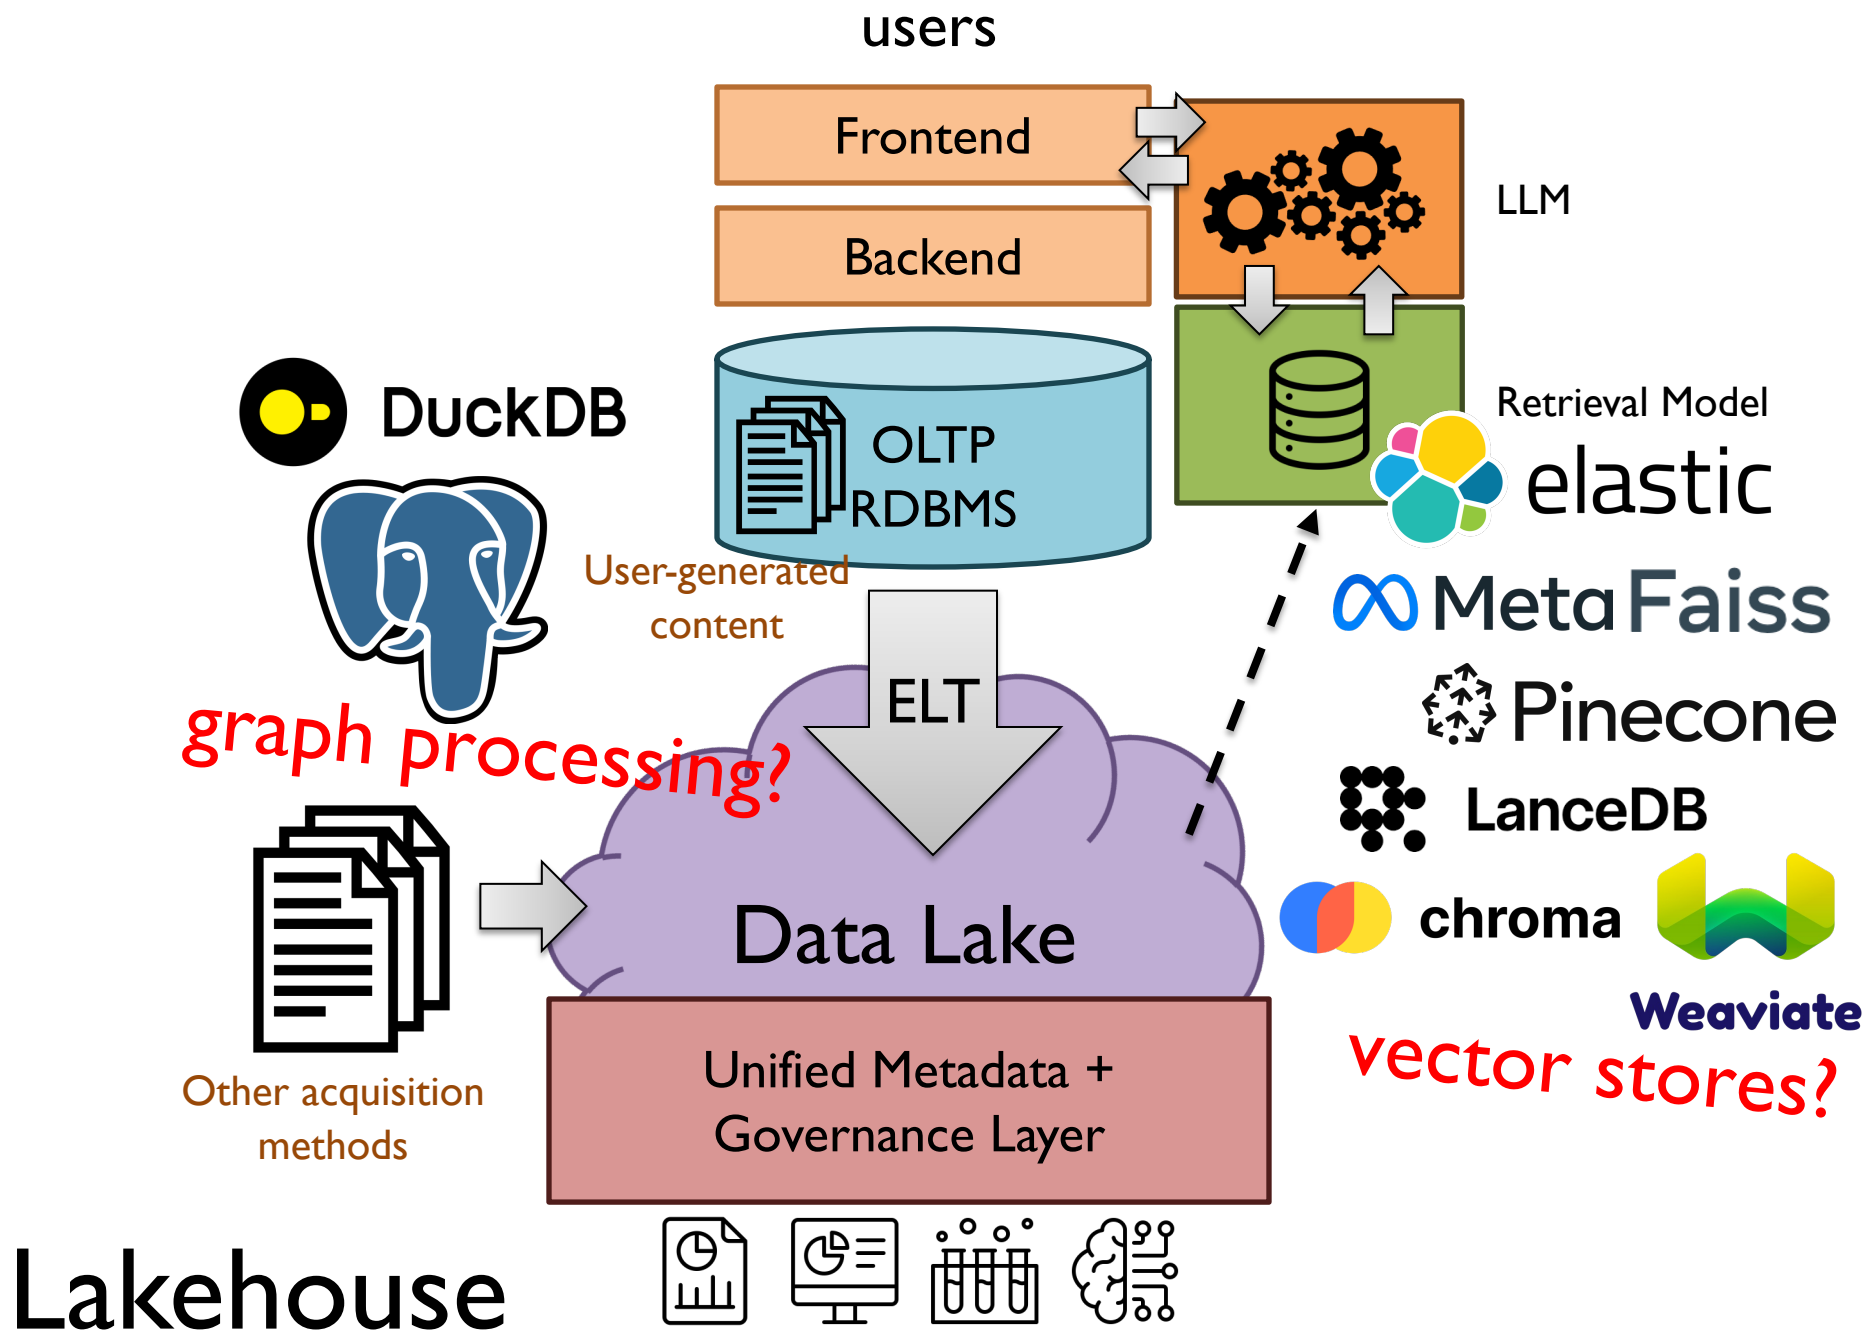 users
Frontend
Backend
LLM
OLTP
RDBMS
User-generated
content
DuckDB
Retrieval Model
elastic
Meta Faiss
Pinecone
LanceDB
chroma
Weaviate
vector stores?
graph processing?
ELT
Data Lake
Other acquisition
methods
Unified Metadata +
Governance Layer
Lakehouse